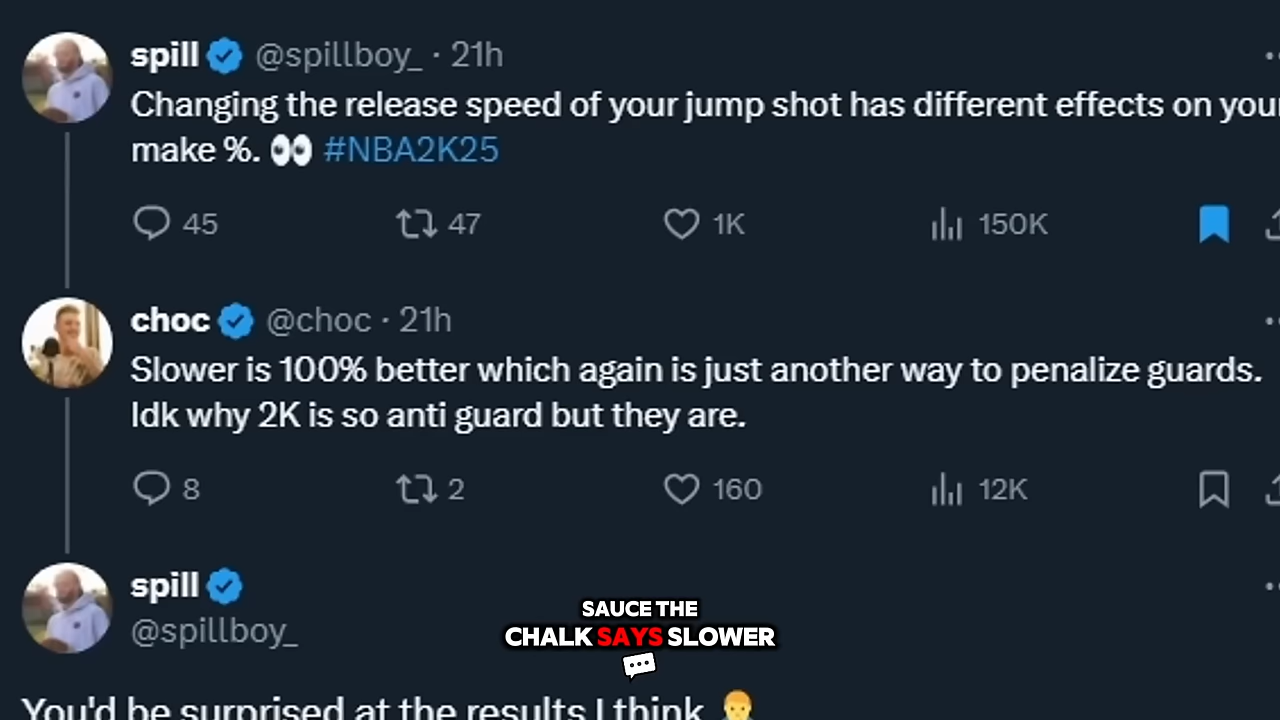 spill @spillboy_ · 21h
Changing the release speed of your jump shot has different effects on your
make %. 👀 #NBA2K25
45 47 1K 150K
choc @choc · 21h
Slower is 100% better which again is just another way to penalize guards.
Idk why 2K is so anti guard but they are.
8 2 160 12K
spill
@spillboy_
SAUCE THE
CHALK SAYS SLOWER
You'd be surprised at the results I think